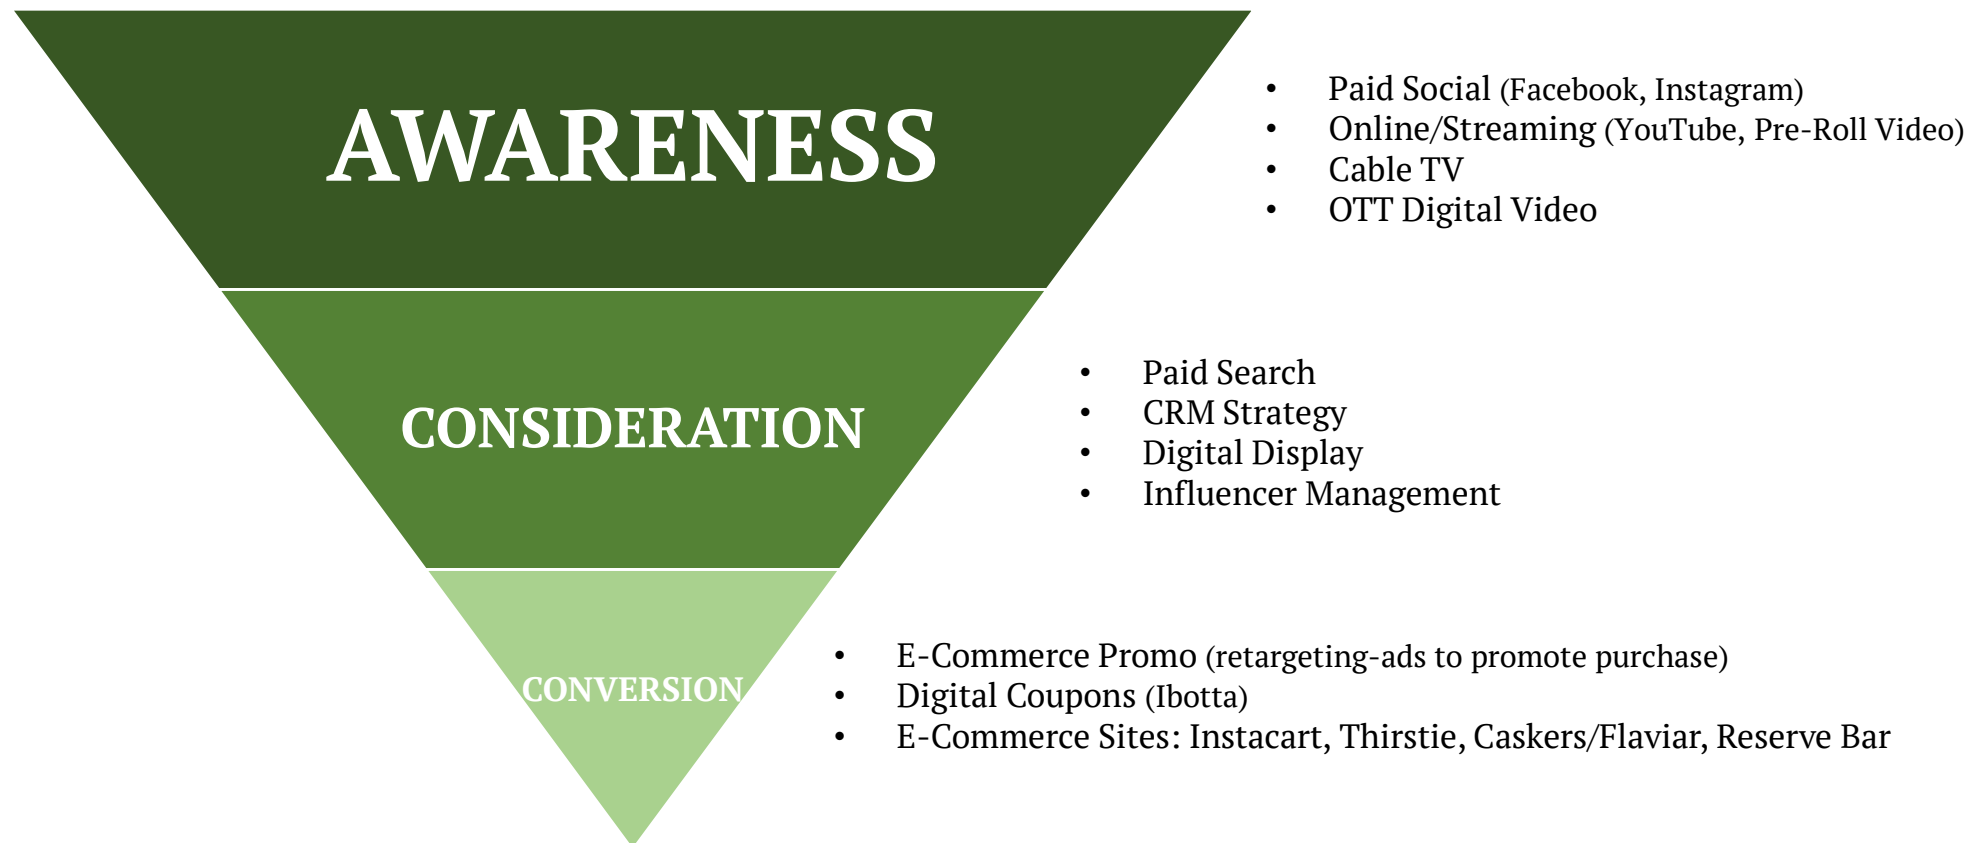 AWARENESS
• Paid Social (Facebook, Instagram)
• Online/Streaming (YouTube, Pre-Roll Video)
• Cable TV
• OTT Digital Video
CONSIDERATION
• Paid Search
• CRM Strategy
• Digital Display
• Influencer Management
CONVERSION
• E-Commerce Promo (retargeting-ads to promote purchase)
• Digital Coupons (Ibotta)
• E-Commerce Sites: Instacart, Thirstie, Caskers/Flaviar, Reserve Bar